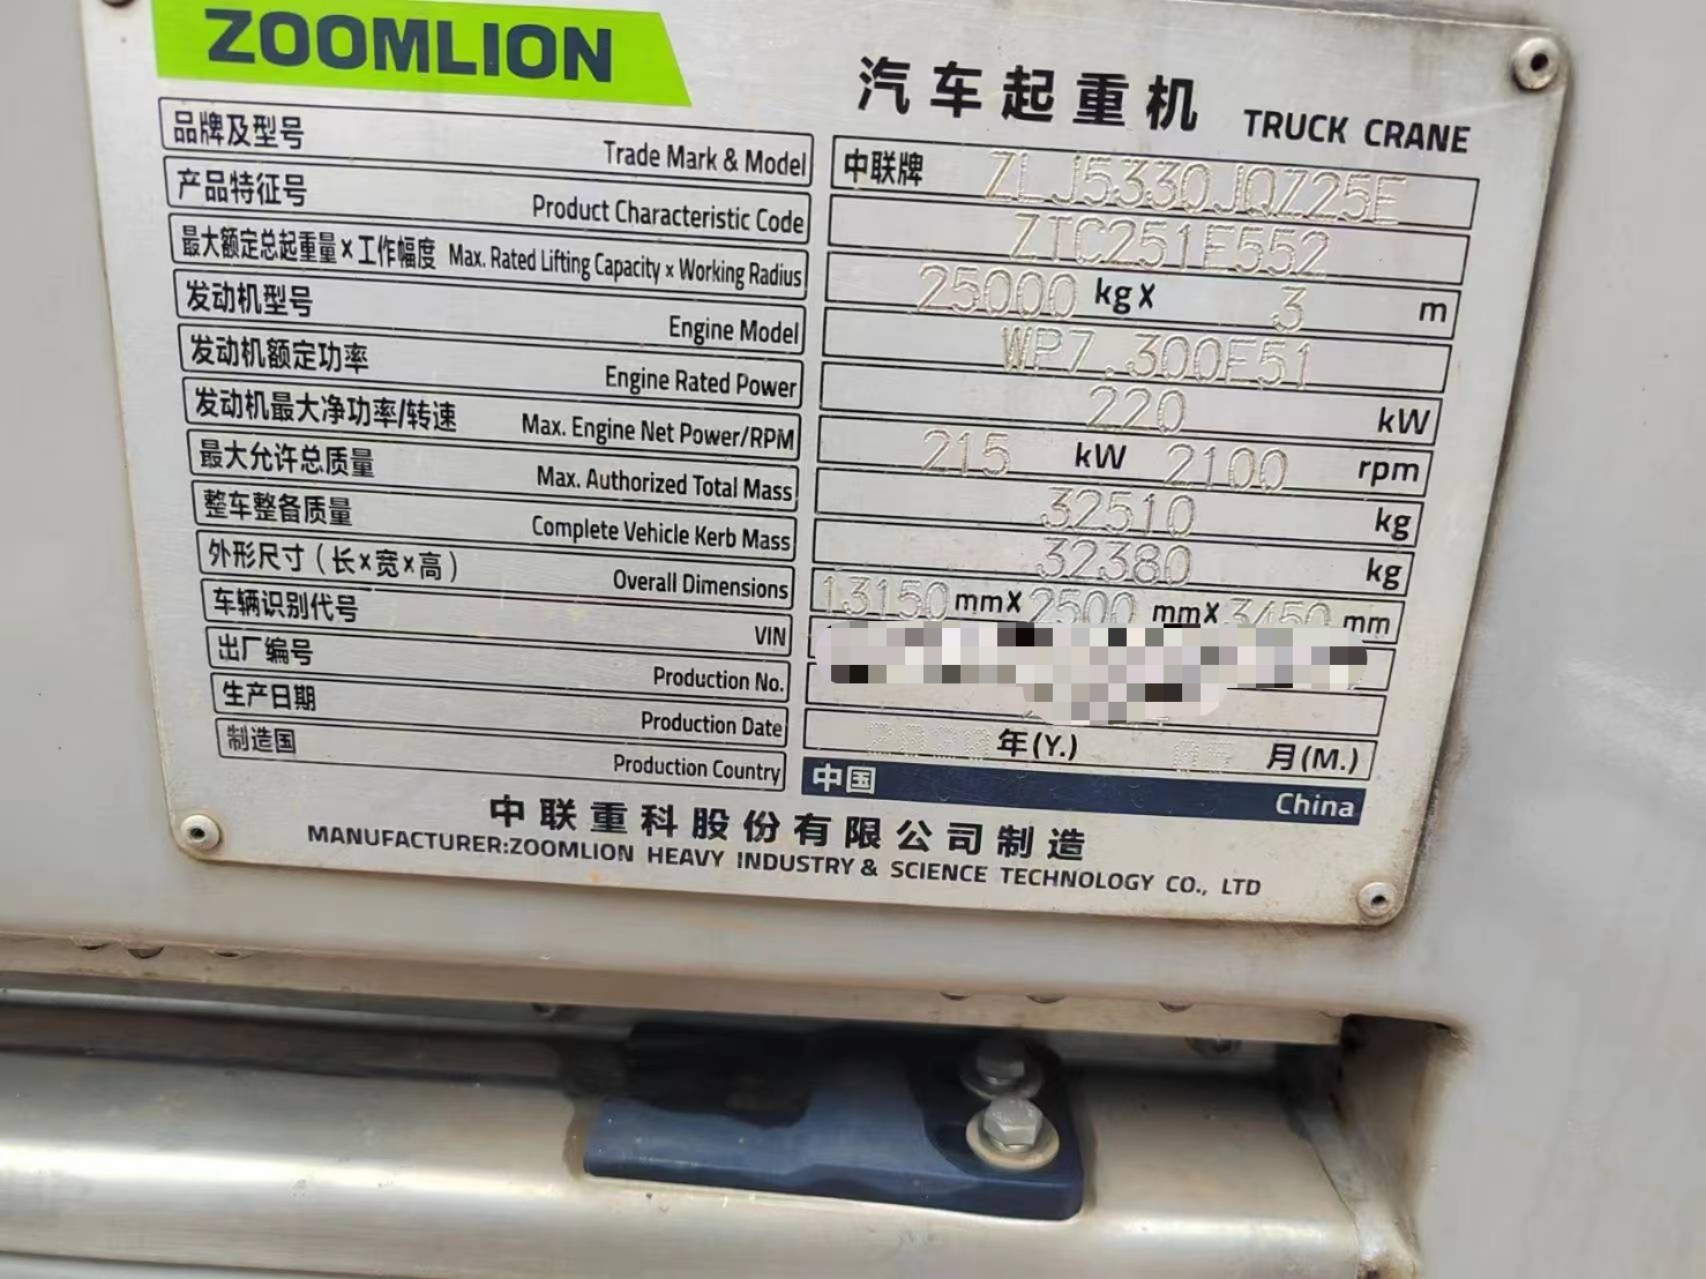 ZOOMLION
汽车起重机 TRUCK CRANE
品牌及型号 Trade Mark & Model 中联牌 ZLJ5330JQZ25E
产品特征号 Product Characteristic Code ZTC251E552
最大额定总起重量×工作幅度 Max. Rated Lifting Capacity × Working Radius 25000 kg X 3 m
发动机型号 Engine Model WP7.300E51
发动机额定功率 Engine Rated Power 220 kW
发动机最大净功率/转速 Max. Engine Net Power/RPM 215 kW 2100 rpm
最大允许总质量 Max. Authorized Total Mass 32510 kg
整车整备质量 Complete Vehicle Kerb Mass 32380 kg
外形尺寸(长×宽×高) Overall Dimensions 13150 mmX 2500 mmX 3450 mm
车辆识别代号 VIN
出厂编号 Production No.
生产日期 Production Date 年(Y.) 月(M.)
制造国 Production Country 中国 China
中联重科股份有限公司制造
MANUFACTURER:ZOOMLION HEAVY INDUSTRY & SCIENCE TECHNOLOGY CO., LTD